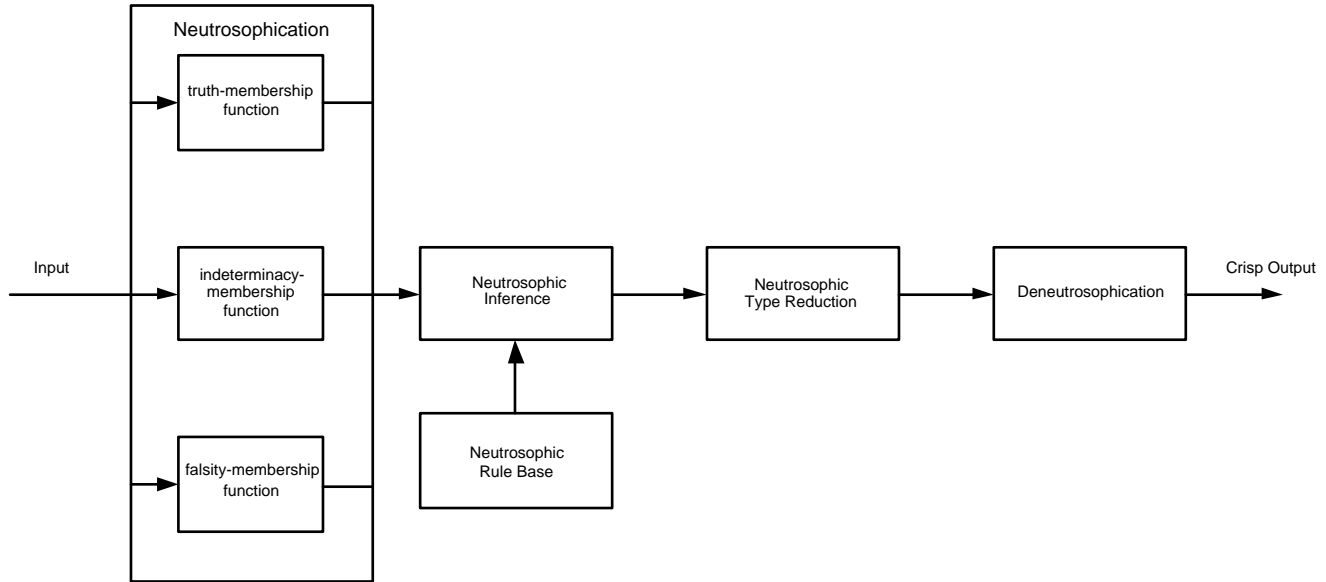 Neutrosophication
truth-membership
function
Input
indeterminacy-
membership
function
Neutrosophic
Inference
Neutrosophic
Type Reduction
Deneutrosophication
Crisp Output
Neutrosophic
Rule Base
falsity-membership
function